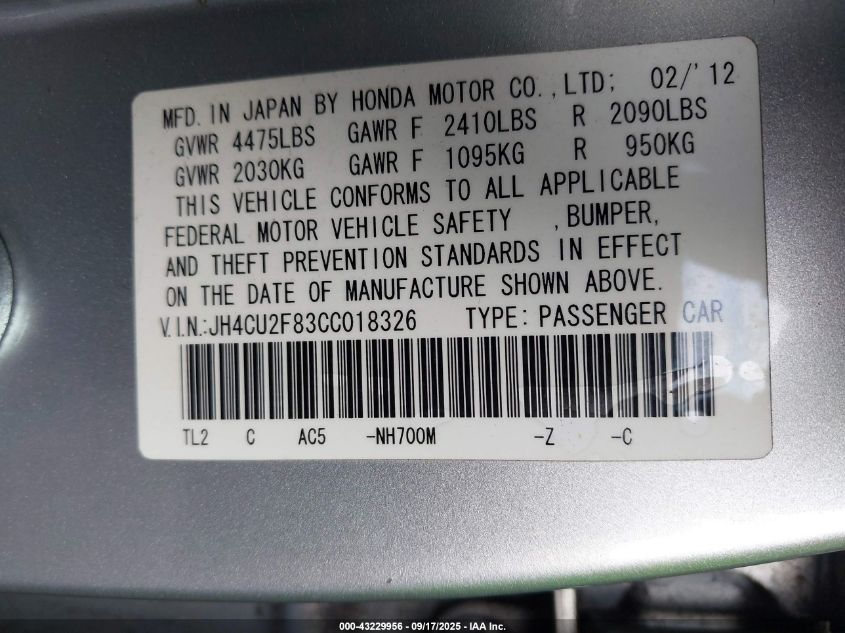 MFD. IN JAPAN BY HONDA MOTOR CO., LTD; 02/'12
GVWR 4475LBS GAWR F 2410LBS R 2090LBS
GVWR 2030KG GAWR F 1095KG R 950KG
THIS VEHICLE CONFORMS TO ALL APPLICABLE
FEDERAL MOTOR VEHICLE SAFETY , BUMPER,
AND THEFT PREVENTION STANDARDS IN EFFECT
ON THE DATE OF MANUFACTURE SHOWN ABOVE.
V.I.N.:JH4CU2F83CC018326 TYPE: PASSENGER CAR
TL2 C AC5 -NH700M -Z -C
000-43229956 - 09/17/2025 - IAA Inc.